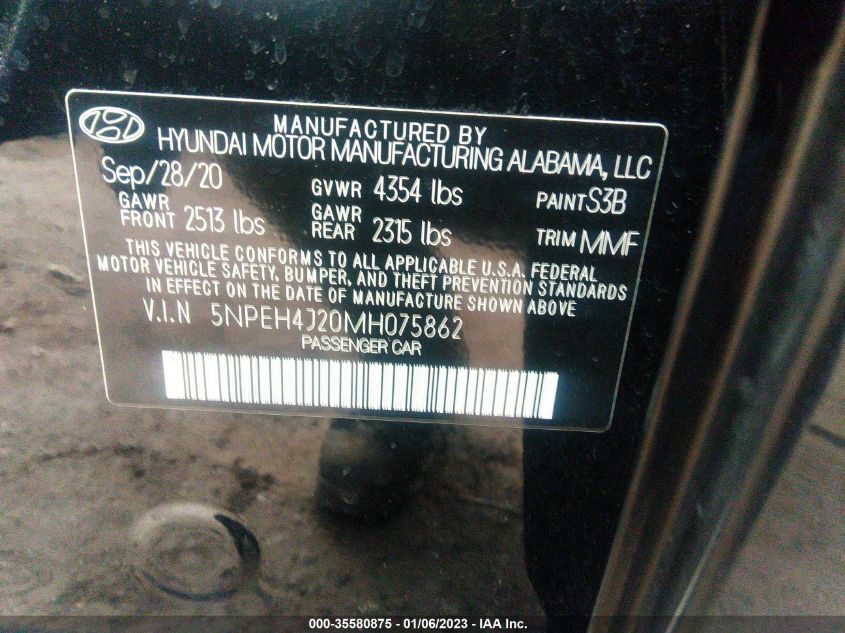 MANUFACTURED BY
HYUNDAI MOTOR MANUFACTURING ALABAMA, LLC
Sep/28/20 GVWR 4354 lbs PAINT S3B
GAWR FRONT 2513 lbs GAWR REAR 2315 lbs TRIM MMF
THIS VEHICLE CONFORMS TO ALL APPLICABLE U.S.A. FEDERAL
MOTOR VEHICLE SAFETY, BUMPER, AND THEFT PREVENTION STANDARDS
IN EFFECT ON THE DATE OF MANUFACTURE SHOWN ABOVE
V.I.N 5NPEH4J20MH075862
PASSENGER CAR
000-35580875 - 01/06/2023 - IAA Inc.